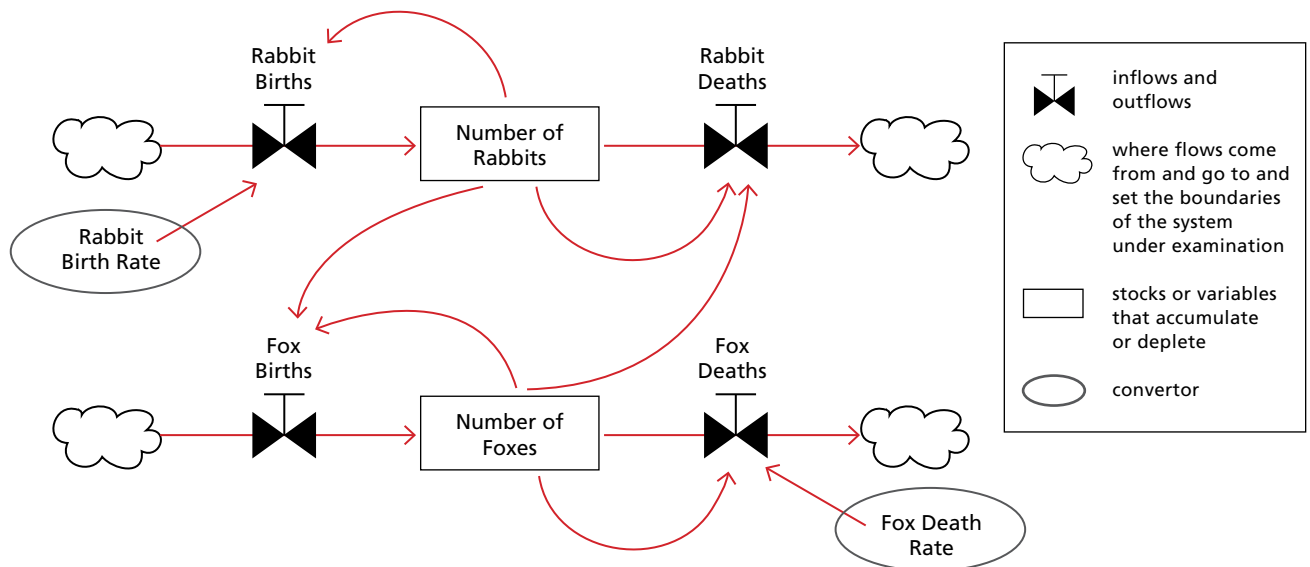 Rabbit
Births
Rabbit
Deaths
Number of
Rabbits
Rabbit
Birth Rate
Fox
Births
Fox
Deaths
Number of
Foxes
Fox Death
Rate
inflows and
outflows
where flows come
from and go to and
set the boundaries
of the system
under examination
stocks or variables
that accumulate
or deplete
convertor